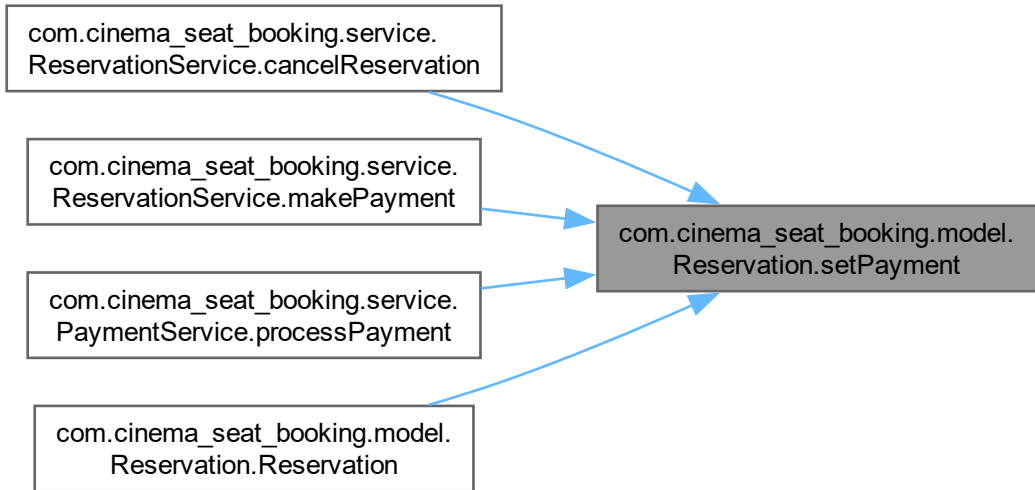 com.cinema_seat_booking.service.
ReservationService.cancelReservation
com.cinema_seat_booking.service.
ReservationService.makePayment
com.cinema_seat_booking.model.
Reservation.setPayment
com.cinema_seat_booking.service.
PaymentService.processPayment
com.cinema_seat_booking.model.
Reservation.Reservation